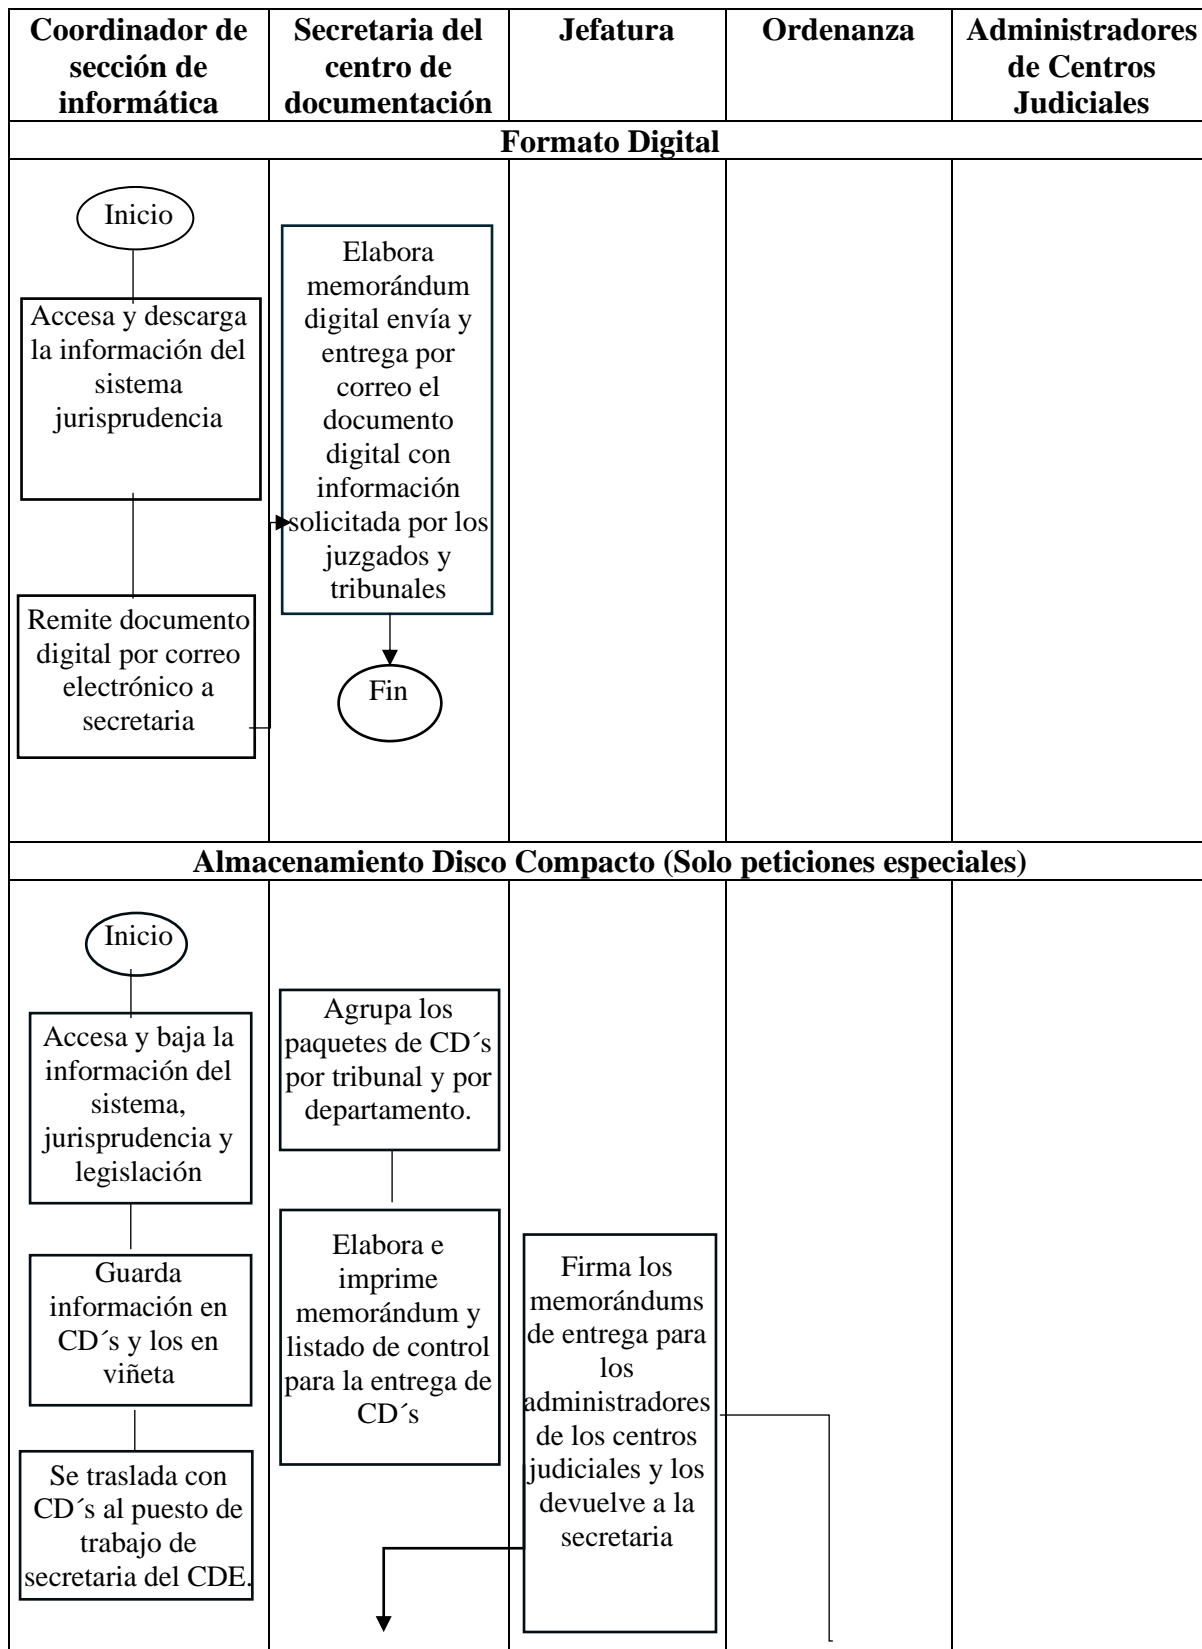 Coordinador de
sección de
informática
Secretaria del
centro de
documentación
Jefatura
Ordenanza
Administradores
de Centros
Judiciales
Formato Digital
Inicio
Accesa y descarga
la información del
sistema
jurisprudencia
Remite documento
digital por correo
electrónico a
secretaria
Elabora
memorándum
digital envía y
entrega por
correo el
documento
digital con
información
solicitada por los
juzgados y
tribunales
Fin
Almacenamiento Disco Compacto (Solo peticiones especiales)
Inicio
Accesa y baja la
información del
sistema,
jurisprudencia y
legislación
Guarda
información en
CD´s y los en
viñeta
Se traslada con
CD´s al puesto de
trabajo de
secretaria del CDE.
Agrupa los
paquetes de CD´s
por tribunal y por
departamento.
Elabora e
imprime
memorándum y
listado de control
para la entrega de
CD´s
Firma los
memorándums
de entrega para
los
administradores
de los centros
judiciales y los
devuelve a la
secretaria